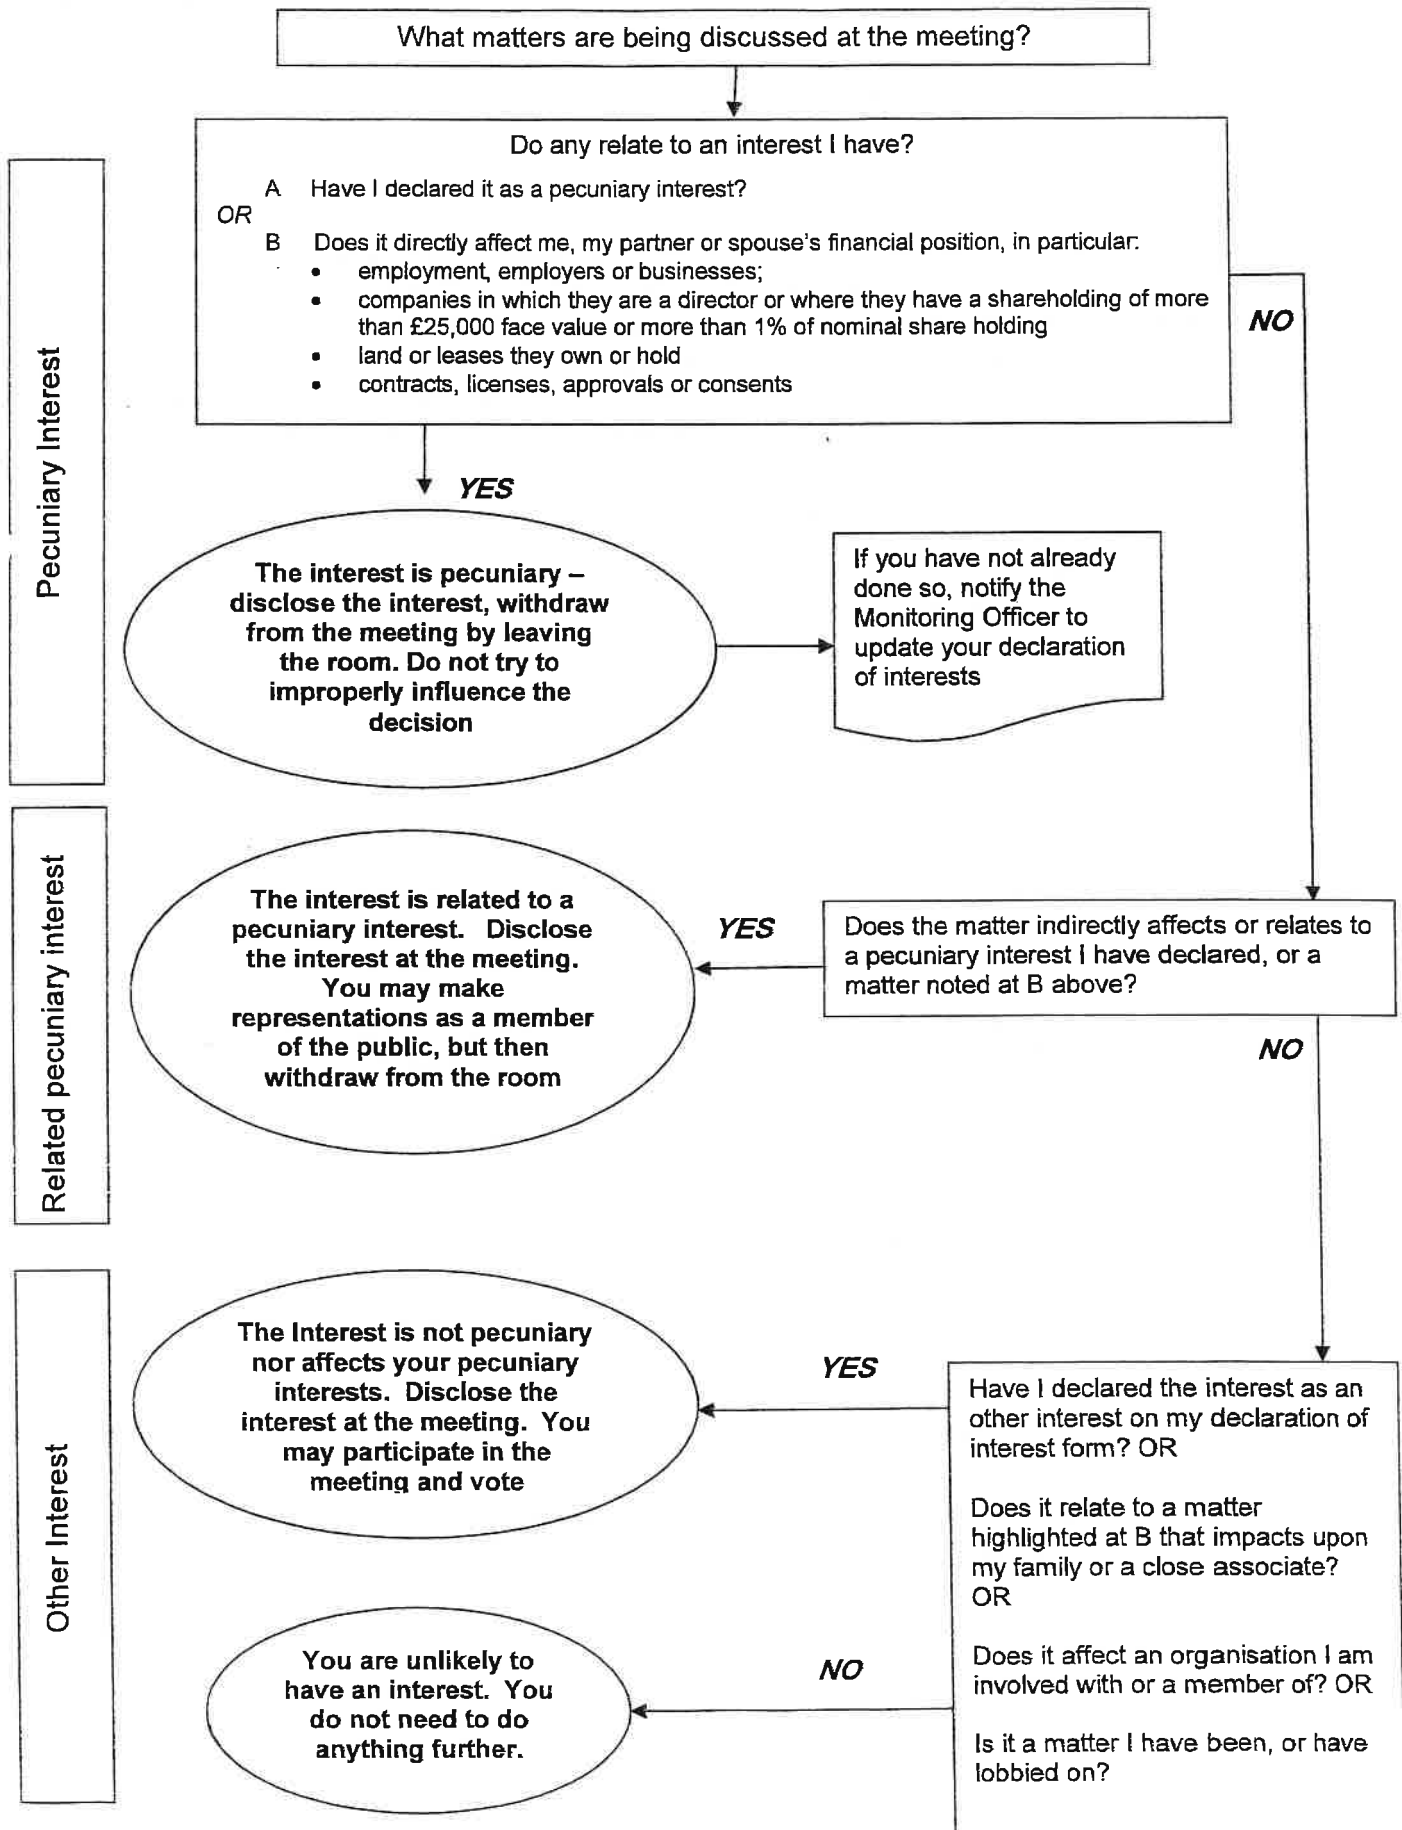 What matters are being discussed at the meeting?
Do any relate to an interest I have?
A Have I declared it as a pecuniary interest?
OR
B Does it directly affect me, my partner or spouse's financial position, in particular:
• employment, employers or businesses;
• companies in which they are a director or where they have a shareholding of more
than £25,000 face value or more than 1% of nominal share holding
• land or leases they own or hold
• contracts, licenses, approvals or consents
NO
Pecuniary Interest
YES
The interest is pecuniary –
disclose the interest, withdraw
from the meeting by leaving
the room. Do not try to
improperly influence the
decision
If you have not already
done so, notify the
Monitoring Officer to
update your declaration
of interests
Related pecuniary interest
The interest is related to a
pecuniary interest. Disclose
the interest at the meeting.
You may make
representations as a member
of the public, but then
withdraw from the room
YES
Does the matter indirectly affects or relates to
a pecuniary interest I have declared, or a
matter noted at B above?
NO
Other Interest
The Interest is not pecuniary
nor affects your pecuniary
interests. Disclose the
interest at the meeting. You
may participate in the
meeting and vote
YES
Have I declared the interest as an
other interest on my declaration of
interest form? OR
Does it relate to a matter
highlighted at B that impacts upon
my family or a close associate?
OR
Does it affect an organisation I am
involved with or a member of? OR
Is it a matter I have been, or have
lobbied on?
NO
You are unlikely to
have an interest. You
do not need to do
anything further.